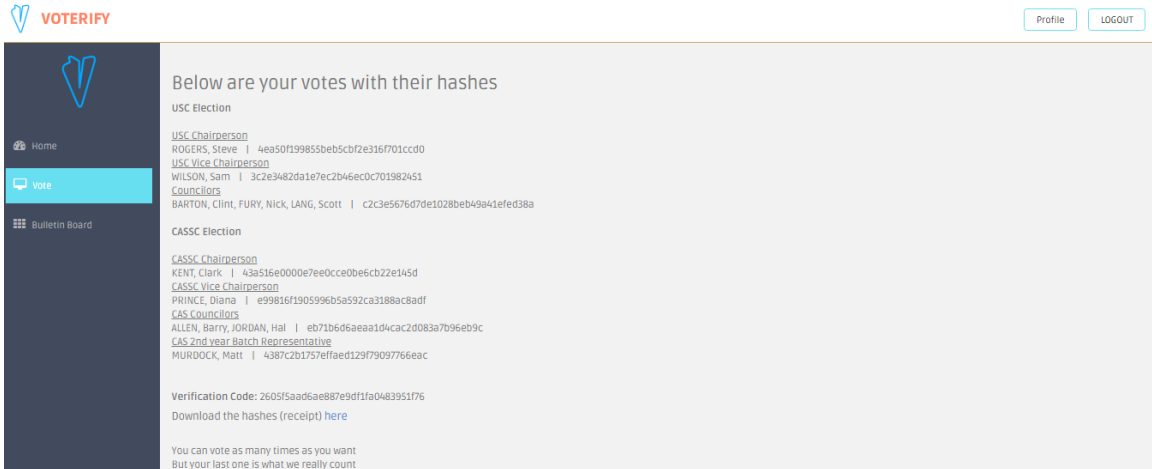 VOTERIFY
Profile
LOGOUT
Home
Vote
Bulletin Board
Below are your votes with their hashes
USC Election
USC Chairperson
ROGERS, Steve | 4ea50f199855beb5cbf2e316f701ccd0
USC Vice Chairperson
WILSON, Sam | 3c2e3482da1e7ec2b46ec0c701982451
Councilors
BARTON, Clint, FURY, Nick, LANG, Scott | c2c3e5676d7de1028beb49a41efed38a
CASSC Election
CASSC Chairperson
KENT, Clark | 43a516e0000e7ee0cce0be6cb22e145d
CASSC Vice Chairperson
PRINCE, Diana | e99816f1905996b5a592ca3188ac8adf
CAS Councilors
ALLEN, Barry, JORDAN, Hal | eb71b6d6aeaa1d4cac2d083a7b96eb9c
CAS 2nd year Batch Representative
MURDOCK, Matt | 4387c2b1757effaed129f79097766eac
Verification Code: 2605f5aad6ae887e9df1fa0483951f76
Download the hashes (receipt) here
You can vote as many times as you want
But your last one is what we really count